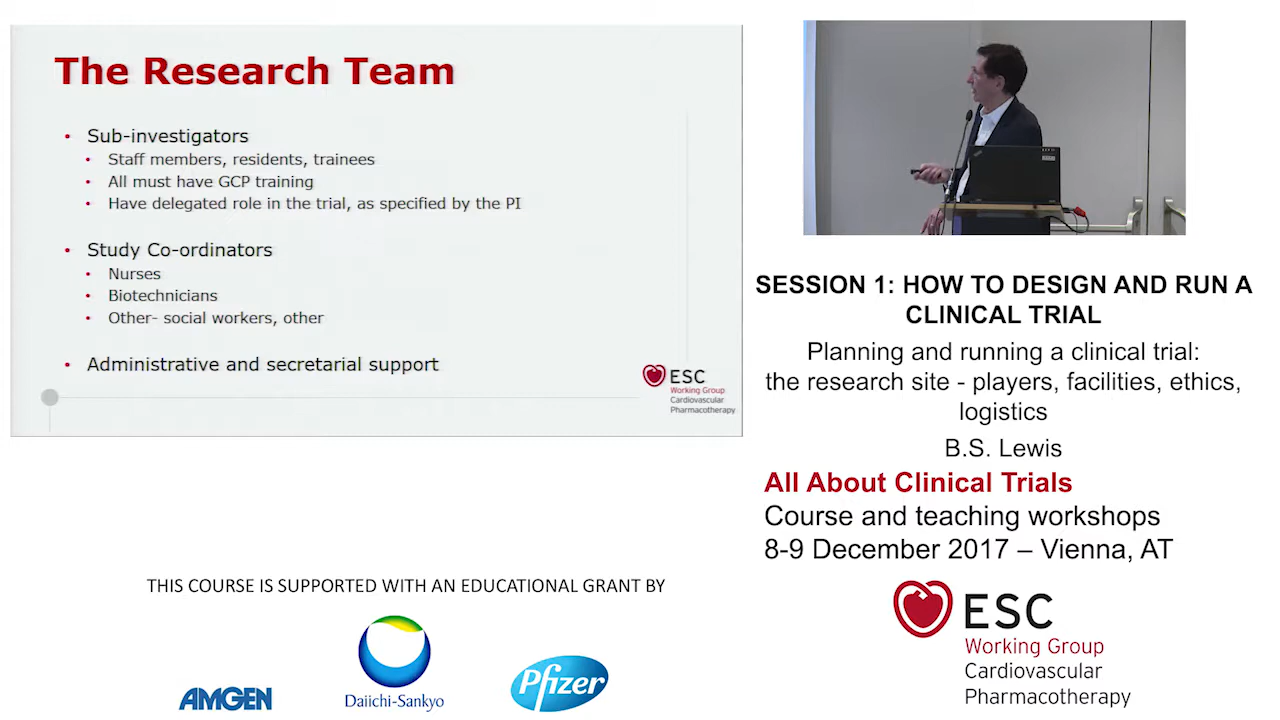 The Research Team
• Sub-investigators
• Staff members, residents, trainees
• All must have GCP training
• Have delegated role in the trial, as specified by the PI
• Study Co-ordinators
• Nurses
• Biotechnicians
• Other- social workers, other
• Administrative and secretarial support
ESC
Working Group
Cardiovascular
Pharmacotherapy
SESSION 1: HOW TO DESIGN AND RUN A
CLINICAL TRIAL
Planning and running a clinical trial:
the research site - players, facilities, ethics,
logistics
B.S. Lewis
All About Clinical Trials
Course and teaching workshops
8-9 December 2017 – Vienna, AT
THIS COURSE IS SUPPORTED WITH AN EDUCATIONAL GRANT BY
AMGEN
Daiichi-Sankyo
Pfizer
ESC
Working Group
Cardiovascular
Pharmacotherapy